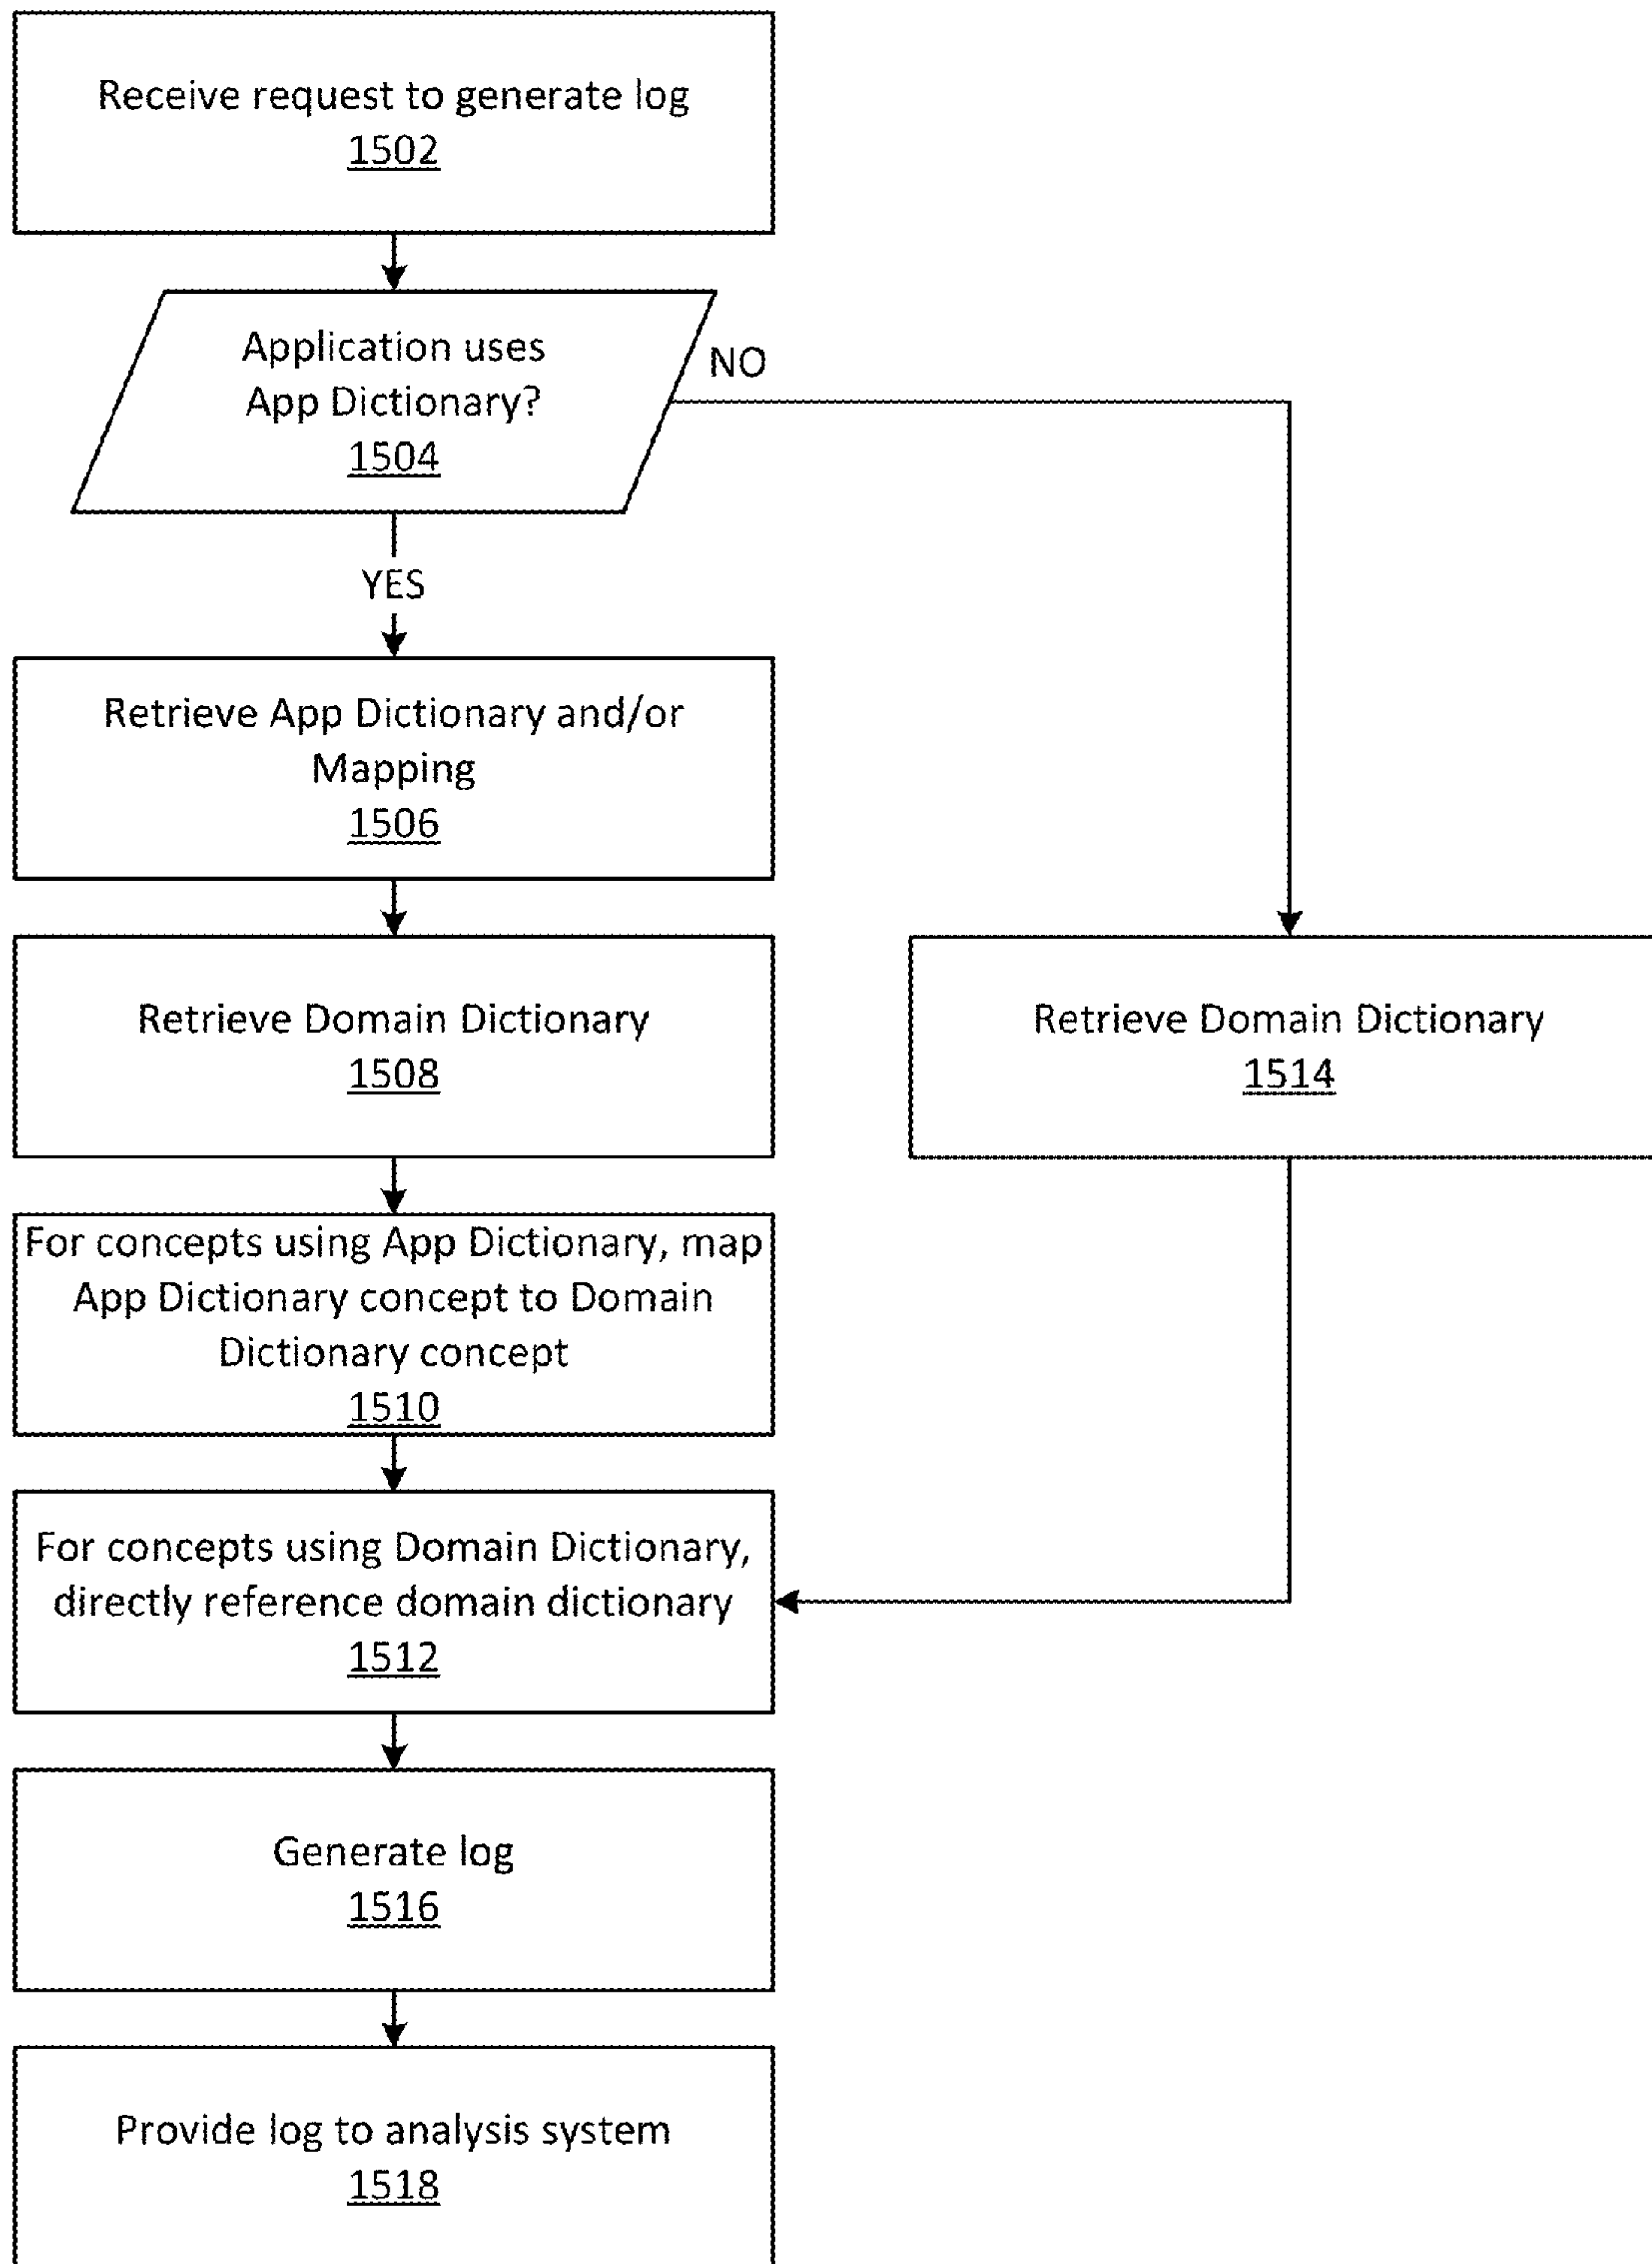 Receive request to generate log
1502
Application uses
App Dictionary?
1504
NO
YES
Retrieve App Dictionary and/or
Mapping
1506
Retrieve Domain Dictionary
1508
Retrieve Domain Dictionary
1514
For concepts using App Dictionary, map
App Dictionary concept to Domain
Dictionary concept
1510
For concepts using Domain Dictionary,
directly reference domain dictionary
1512
Generate log
1516
Provide log to analysis system
1518